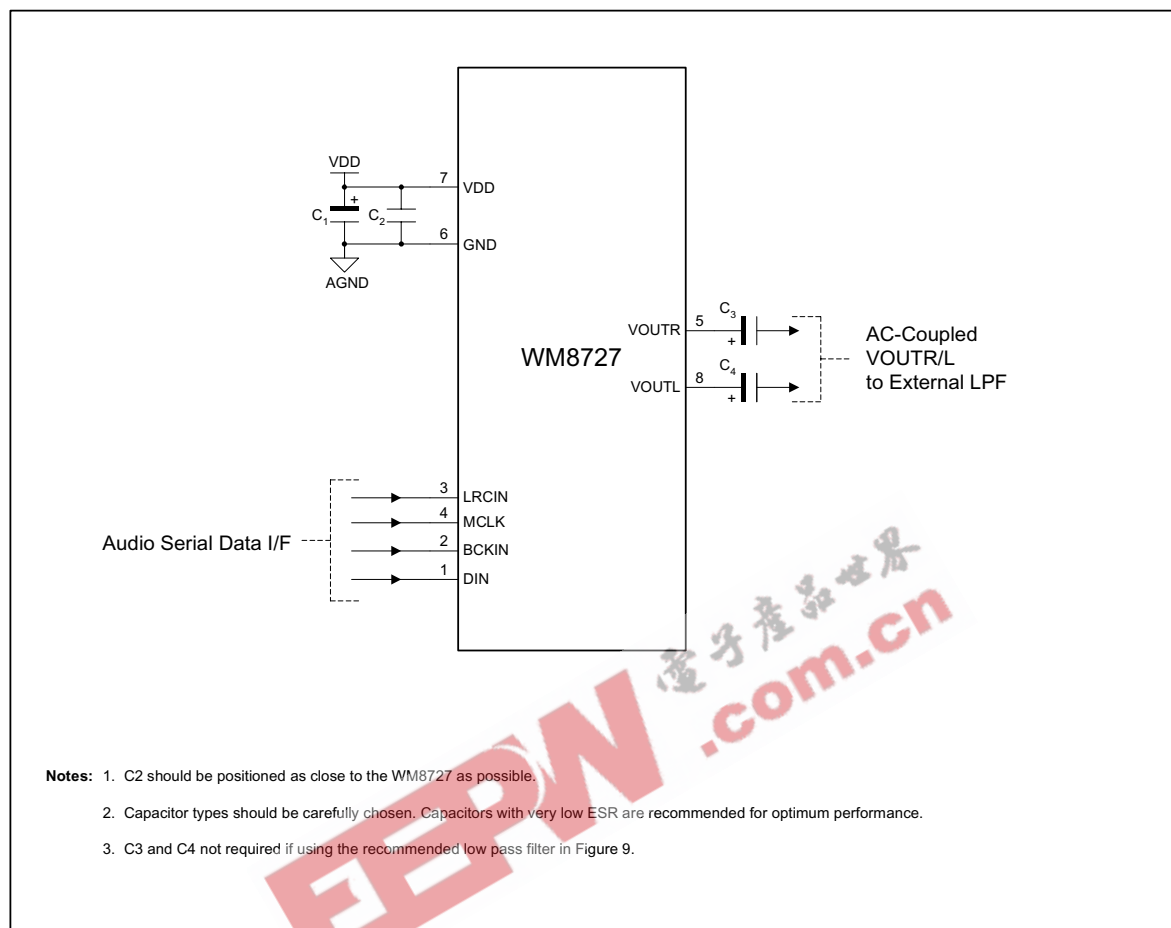 VDD
7
VDD
+
C1
C2
6
GND
AGND
C3
VOUTR
5
+
AC-Coupled
VOUTR/L
to External LPF
WM8727
C4
VOUTL
8
+
3
LRCIN
4
MCLK
Audio Serial Data I/F
2
BCKIN
1
DIN
電子產品世界
.com.cn
EEPW
Notes: 1. C2 should be positioned as close to the WM8727 as possible.
2. Capacitor types should be carefully chosen. Capacitors with very low ESR are recommended for optimum performance.
3. C3 and C4 not required if using the recommended low pass filter in Figure 9.